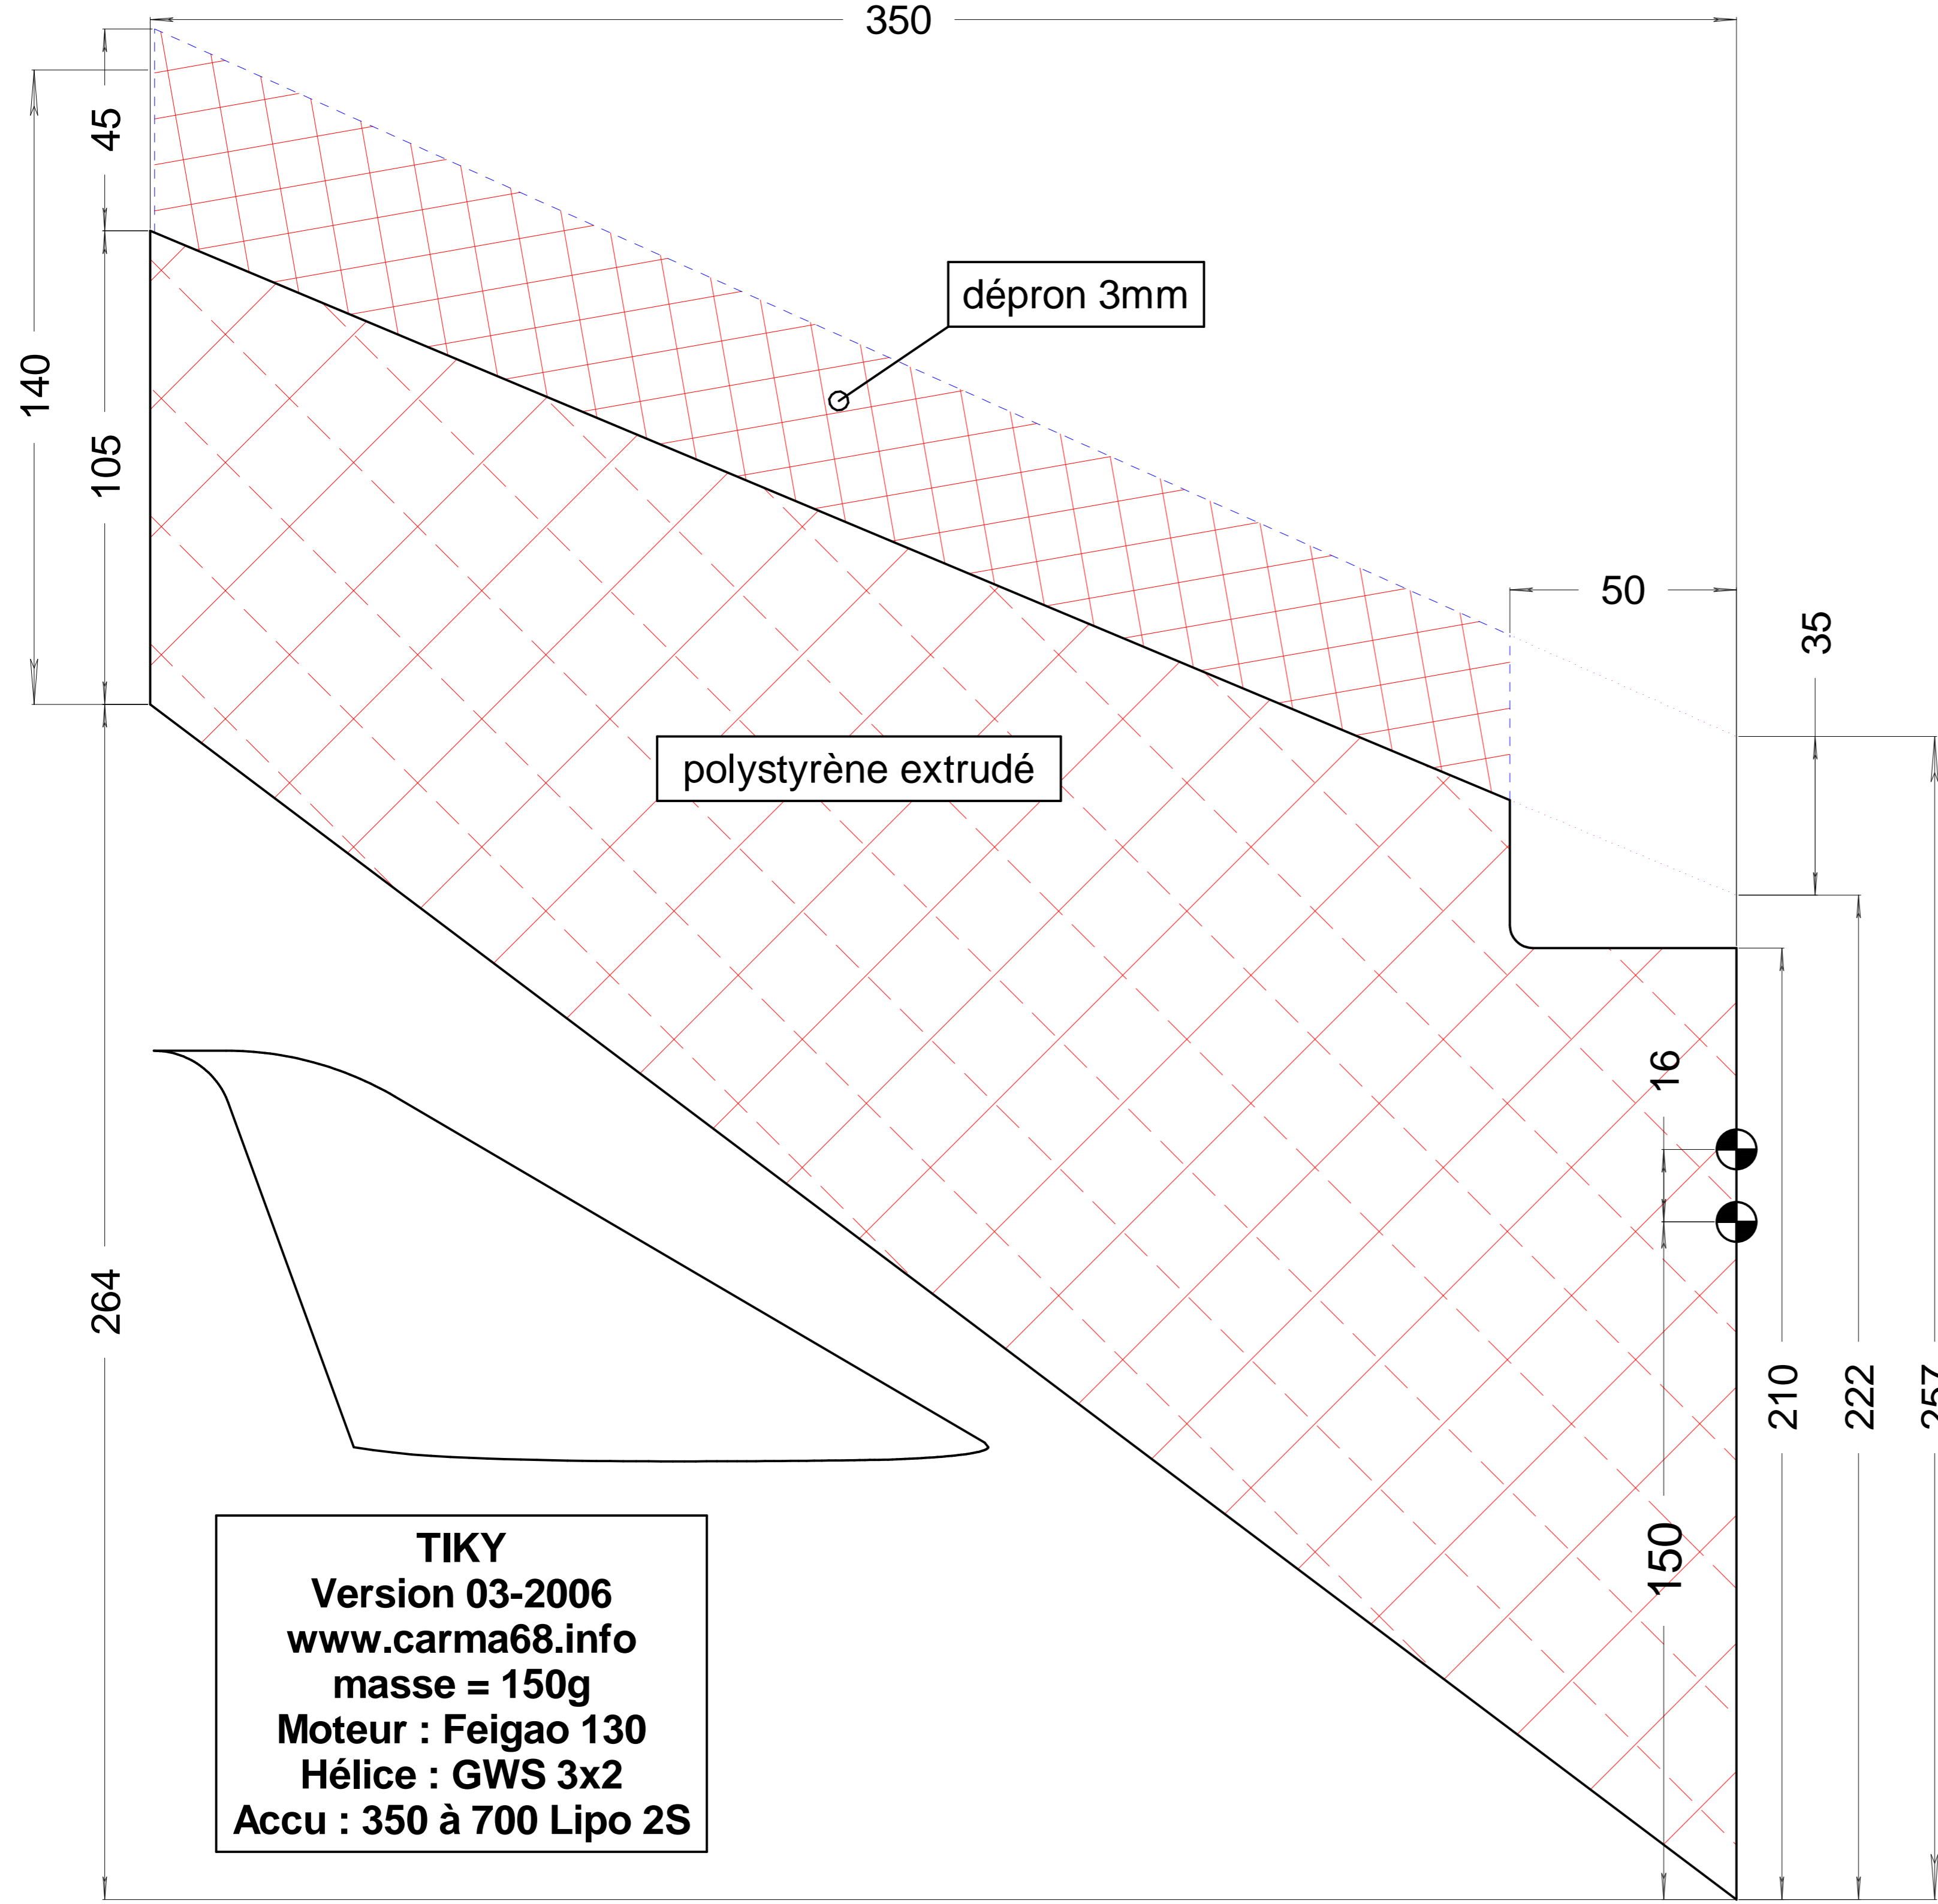 350
45
140
105
dépron 3mm
50
35
polystyrène extrudé
16
264
210
222
257
150
TIKY
Version 03-2006
www.carma68.info
masse = 150g
Moteur : Feigao 130
Hélice : GWS 3x2
Accu : 350 à 700 Lipo 2S